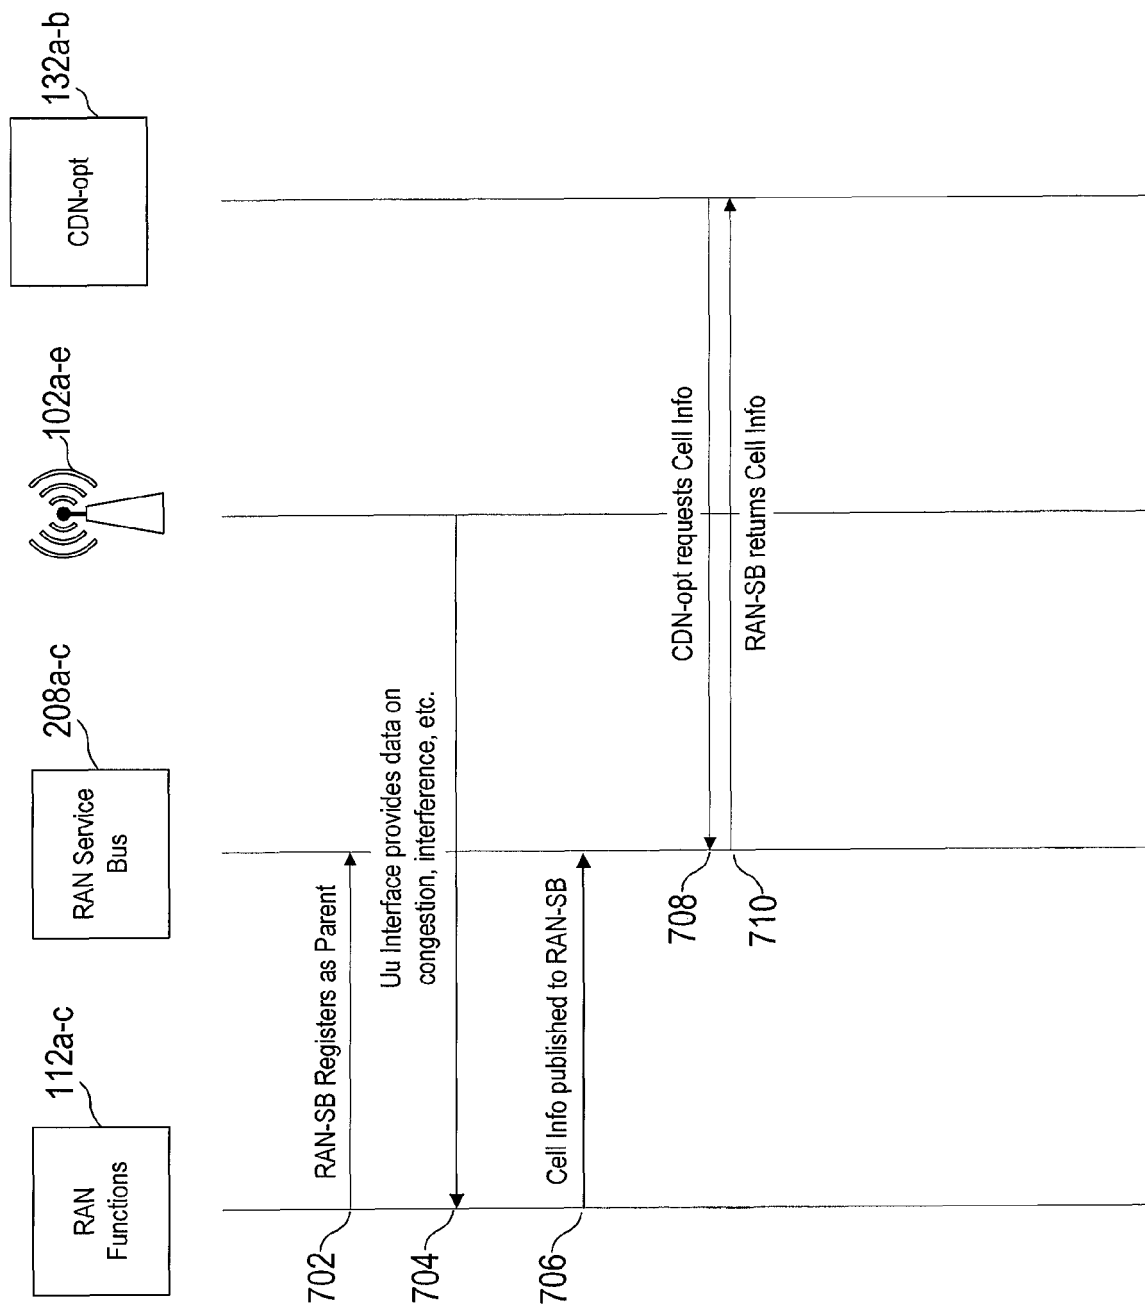 112a-c
208a-c
102a-e
132a-b
RAN
Functions
RAN Service
Bus
CDN-opt
702
RAN-SB Registers as Parent
704
Uu Interface provides data on
congestion, interference, etc.
706
Cell Info published to RAN-SB
708
CDN-opt requests Cell Info
710
RAN-SB returns Cell Info